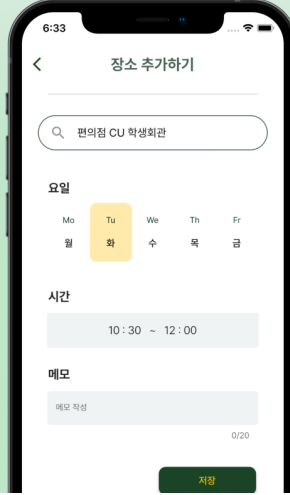 6:33
장소 추가하기
편의점 CU 학생회관
요일
Mo Tu We Th Fr
월 화 수 목 금
시간
10 : 30 ~ 12 : 00
메모
메모 작성
0/20
저장